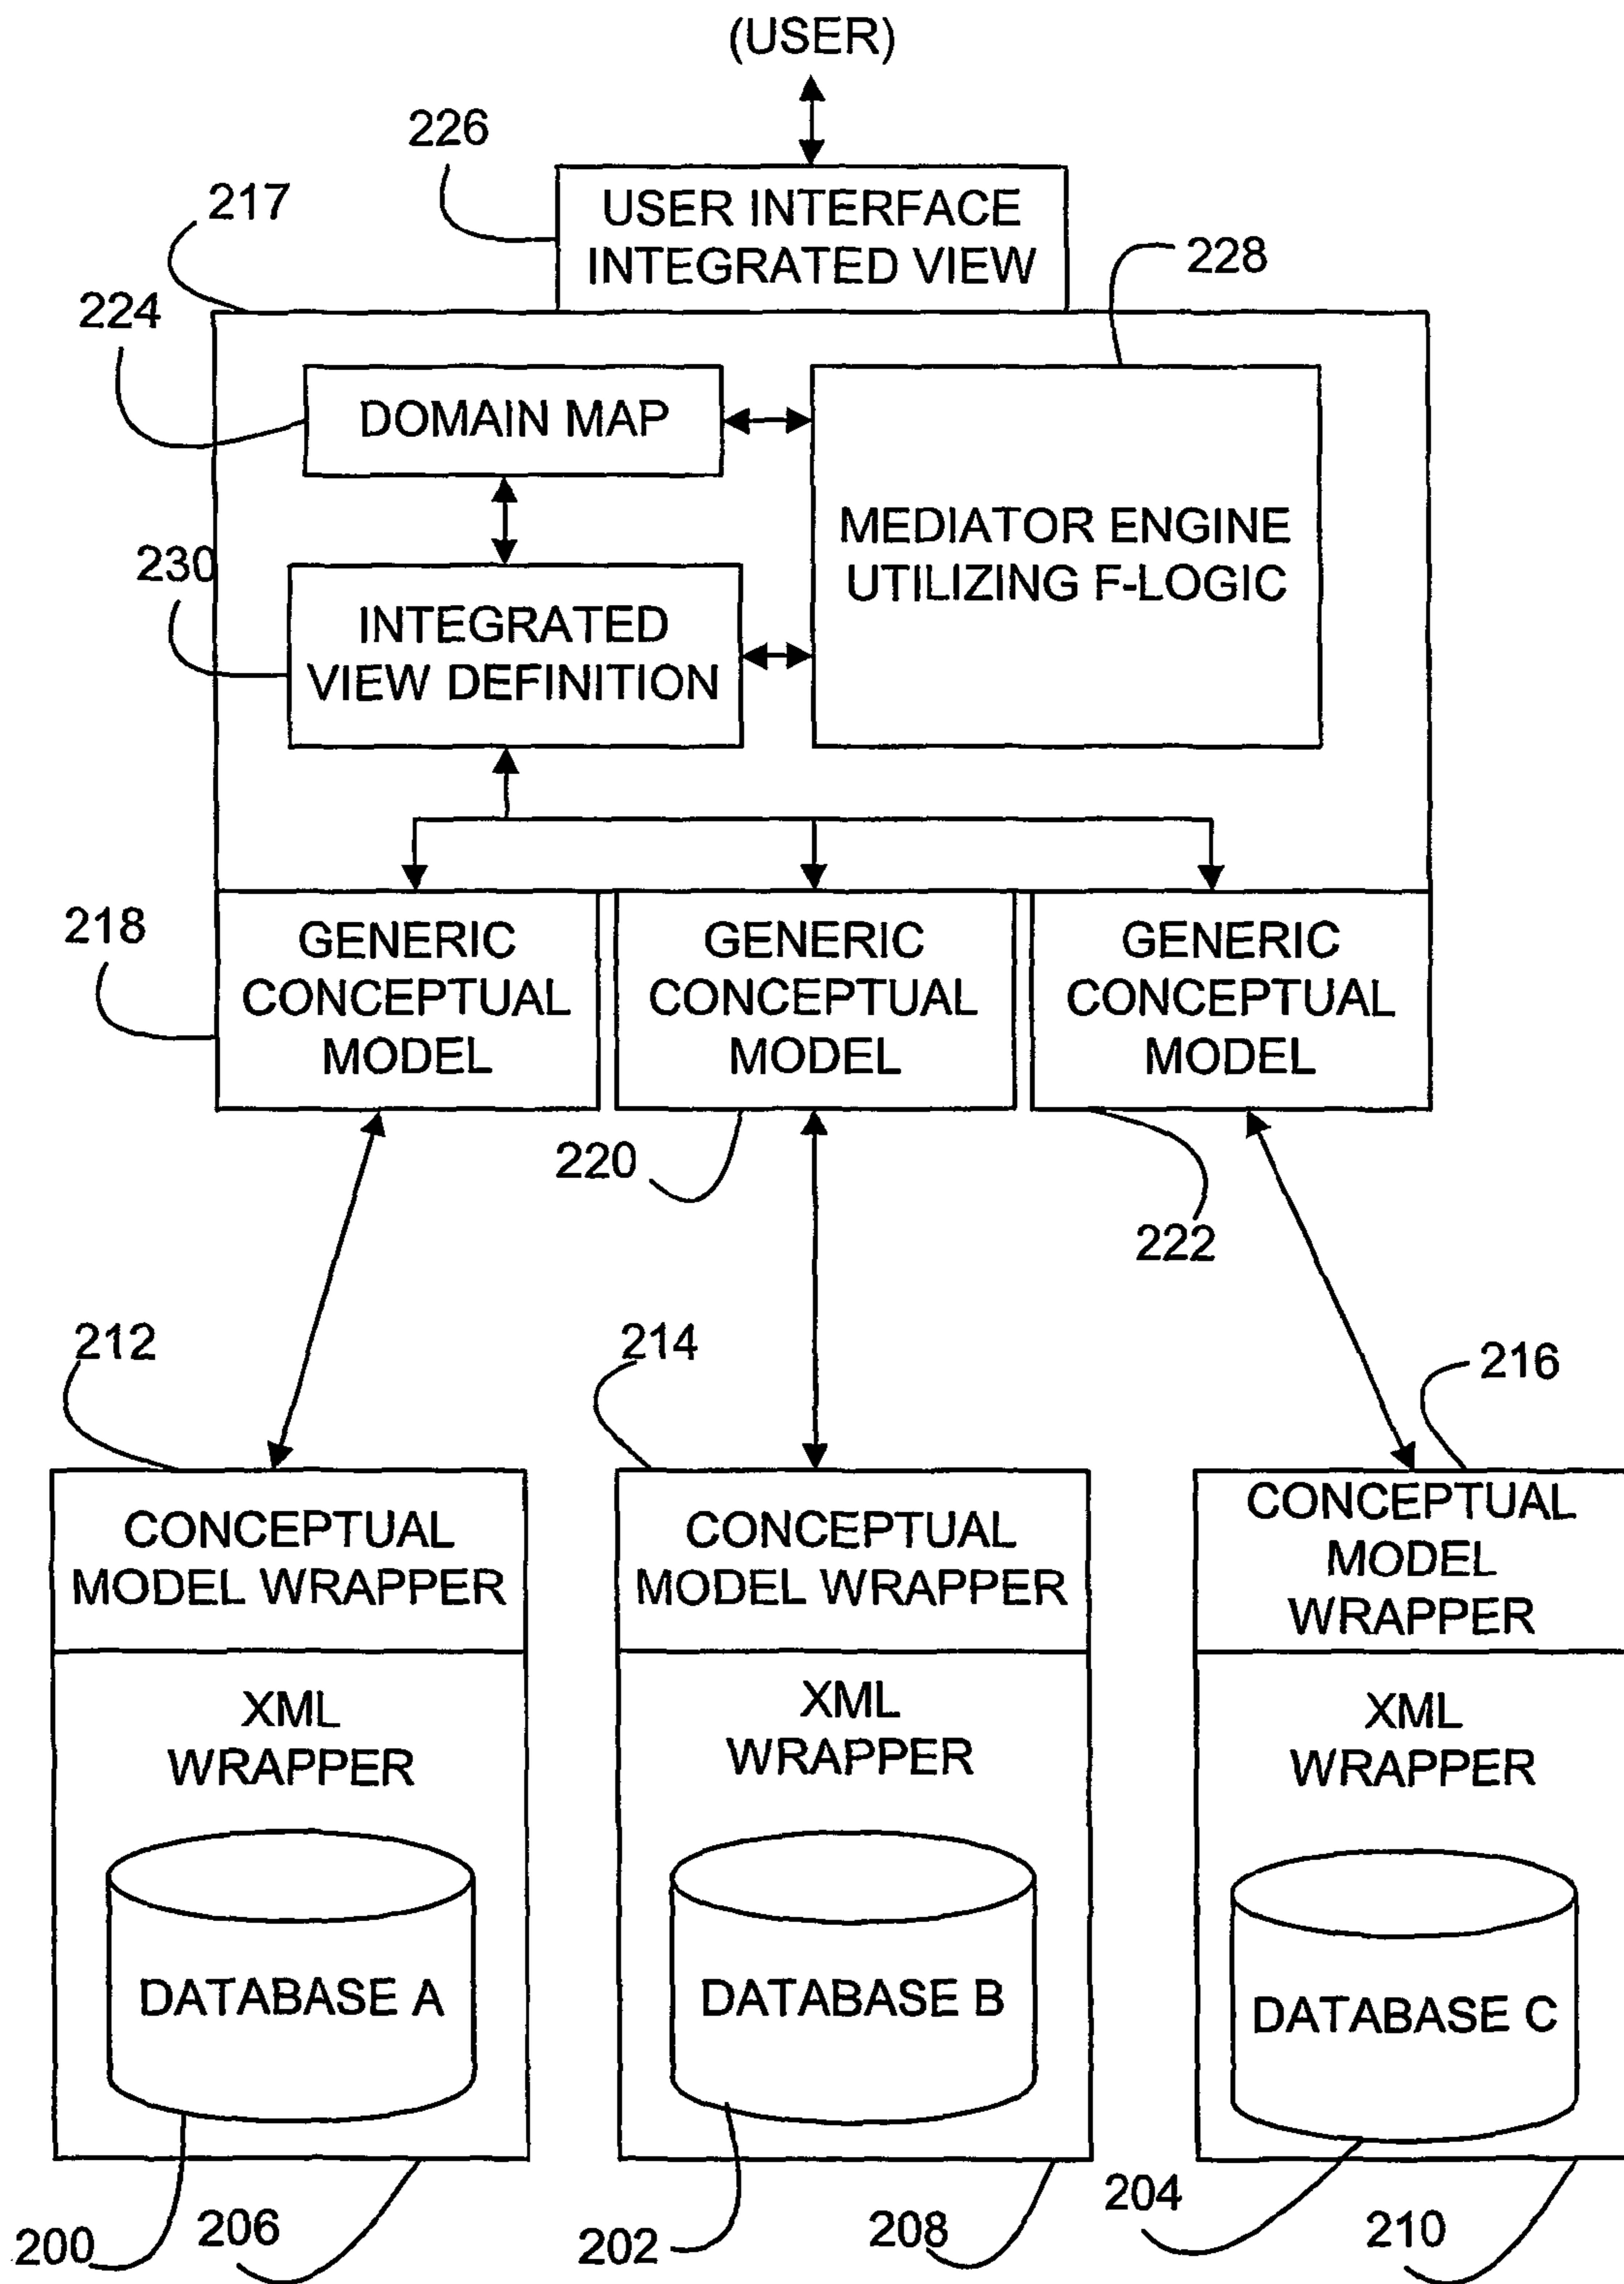 (USER)
226
217
USER INTERFACE
INTEGRATED VIEW
228
224
DOMAIN MAP
MEDIATOR ENGINE
UTILIZING F-LOGIC
230
INTEGRATED
VIEW DEFINITION
218
GENERIC
CONCEPTUAL
MODEL
GENERIC
CONCEPTUAL
MODEL
GENERIC
CONCEPTUAL
MODEL
220
222
212
214
216
CONCEPTUAL
MODEL WRAPPER
CONCEPTUAL
MODEL WRAPPER
CONCEPTUAL
MODEL
WRAPPER
XML
WRAPPER
XML
WRAPPER
XML
WRAPPER
DATABASE A
DATABASE B
DATABASE C
200
206
202
208
204
210